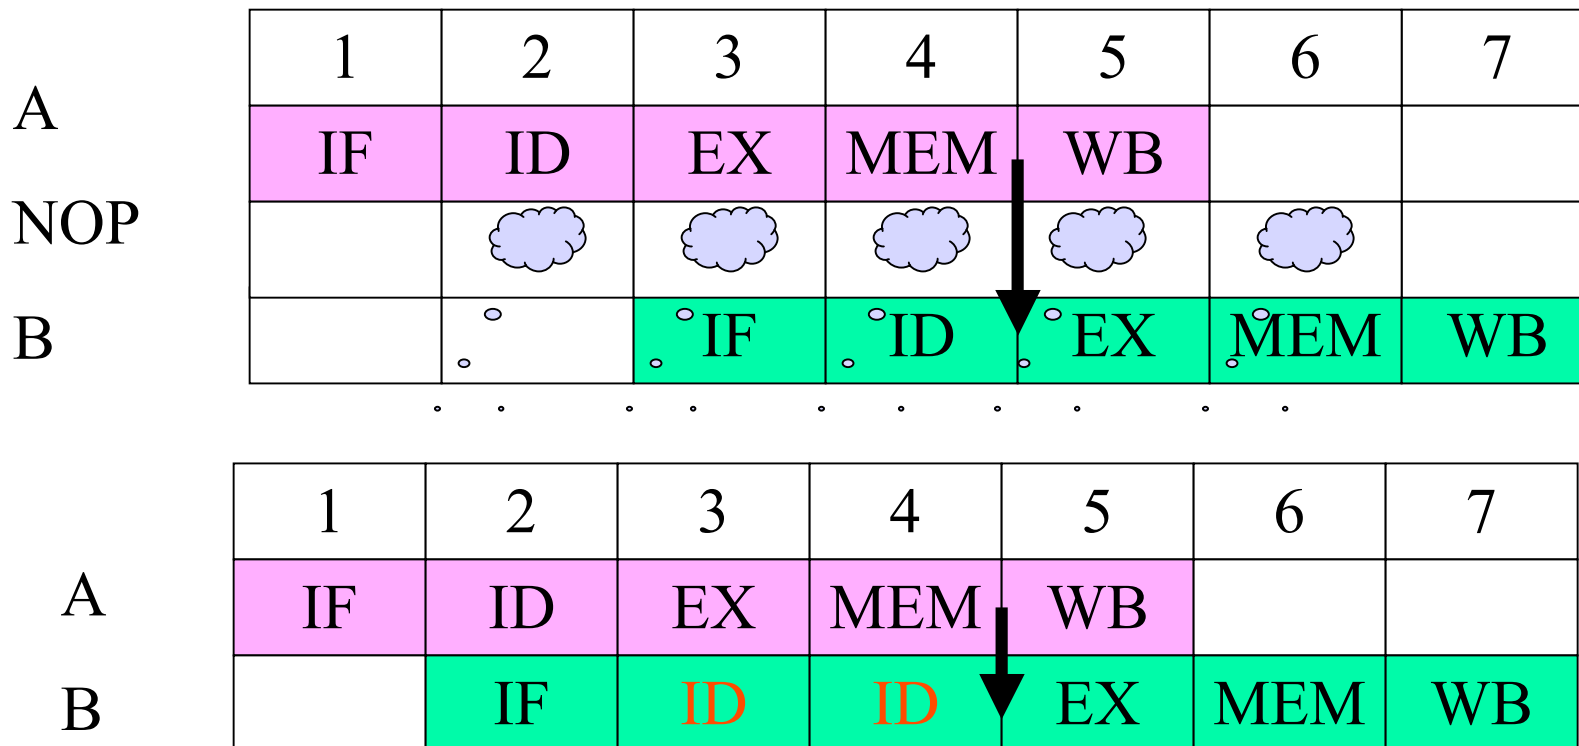 1 2 3 4 5 6 7
A IF ID EX MEM WB
NOP
B IF ID EX MEM WB
1 2 3 4 5 6 7
A IF ID EX MEM WB
B IF ID ID EX MEM WB